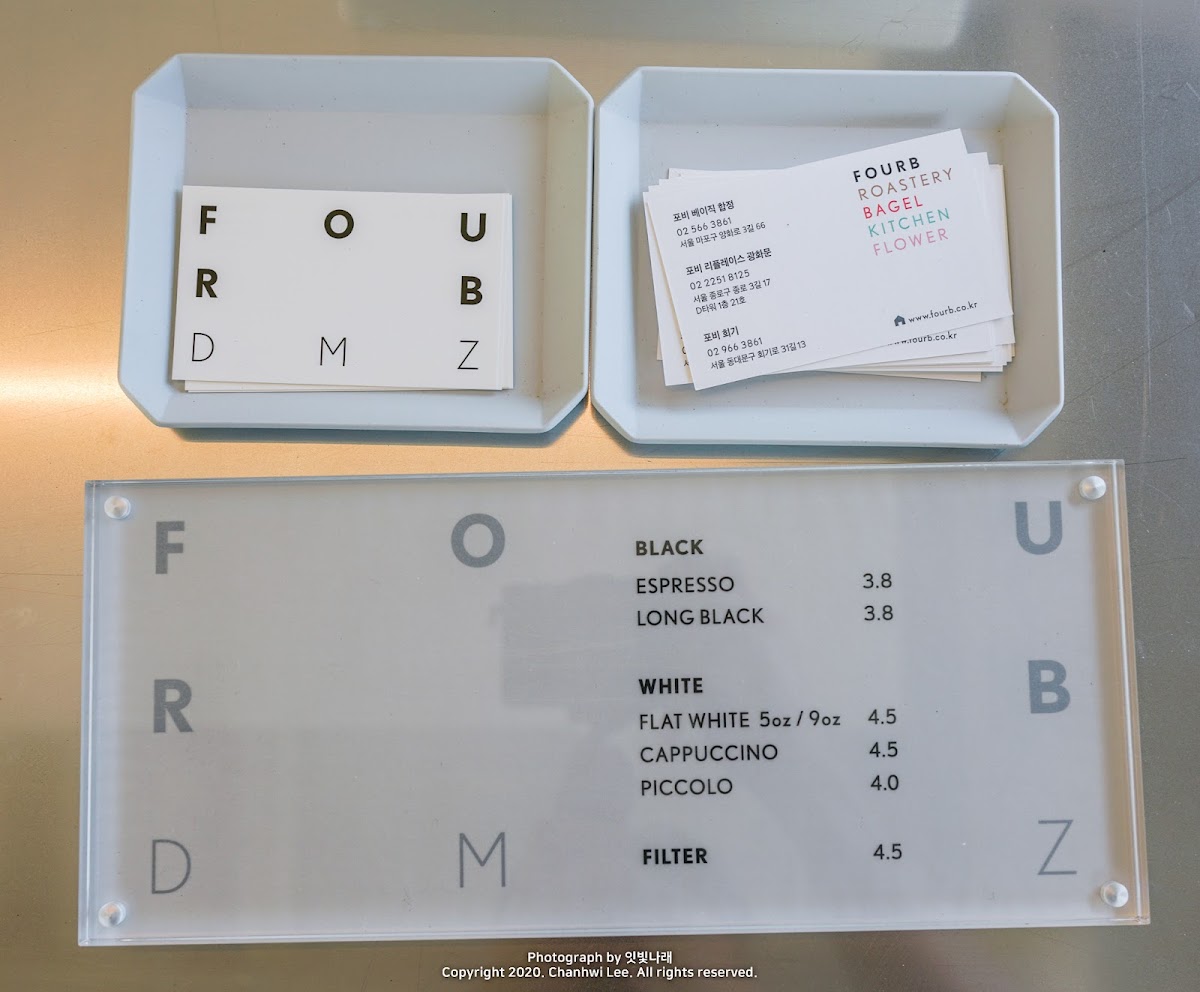 F O U
R B
D M Z
포비 베이직 합정
02 566 3861
서울 마포구 양화로 3길 66
포비 리플레이스 광화문
02 2251 8125
서울 종로구 종로 3길 17
D타워 1층 21호
포비 회기
02 966 3861
서울 동대문구 회기로 31길 13
FOURB
ROASTERY
BAGEL
KITCHEN
FLOWER
www.fourb.co.kr
www.fourb.co.kr
F O U
R B
D M Z
BLACK
ESPRESSO 3.8
LONG BLACK 3.8
WHITE
FLAT WHITE 5oz / 9oz 4.5
CAPPUCCINO 4.5
PICCOLO 4.0
FILTER 4.5
Photograph by 잇빛나래
Copyright 2020. Chanhwi Lee. All rights reserved.